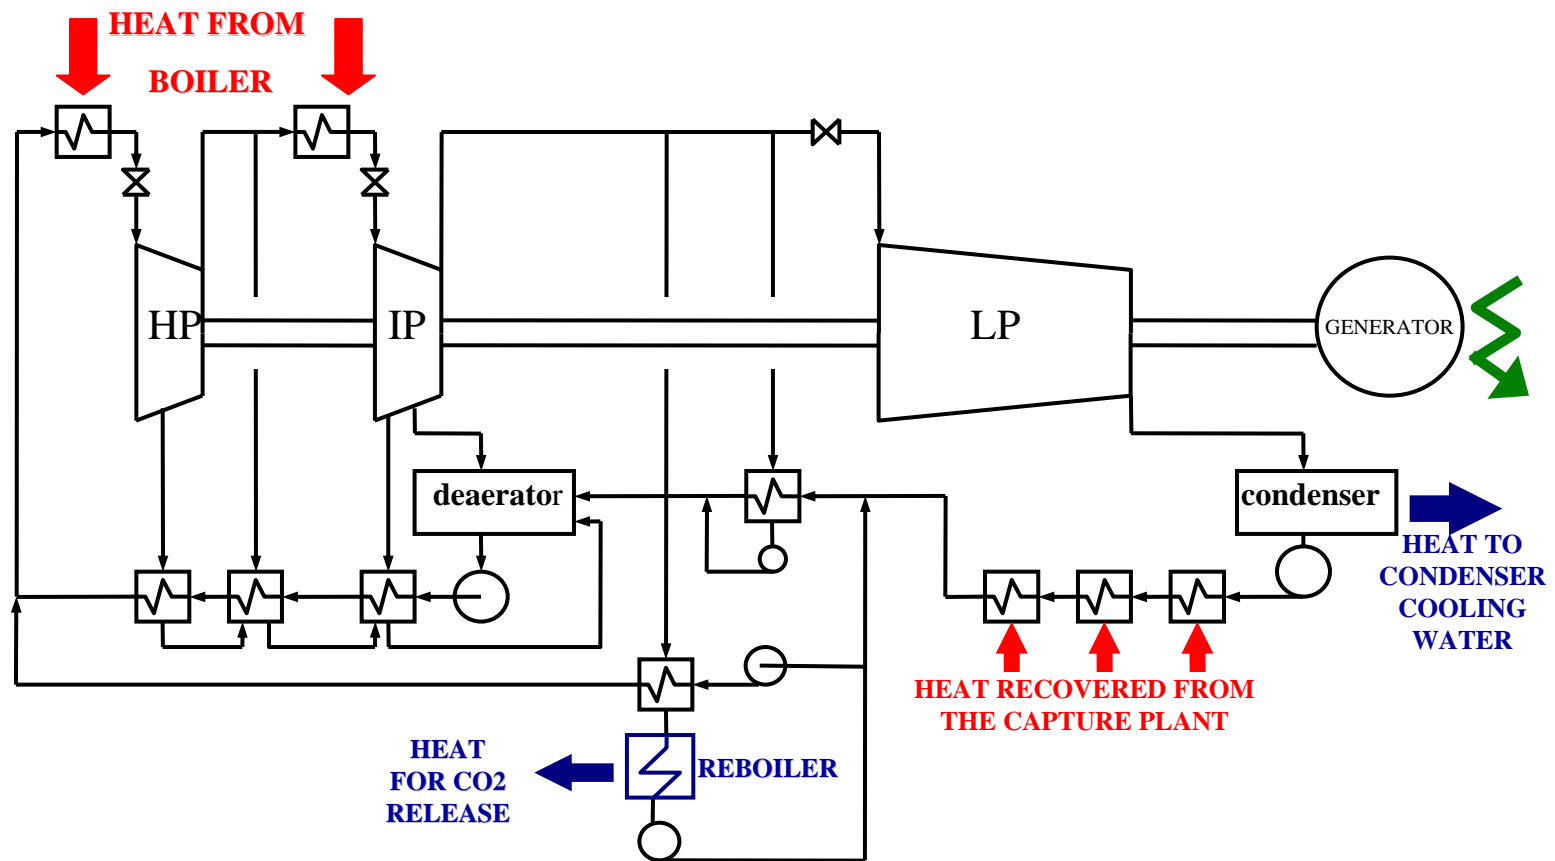 HEAT FROM
BOILER
HP
IP
LP
GENERATOR
deaerator
condenser
HEAT TO
CONDENSER
COOLING
WATER
HEAT RECOVERED FROM
THE CAPTURE PLANT
HEAT
FOR CO2
RELEASE
REBOILER